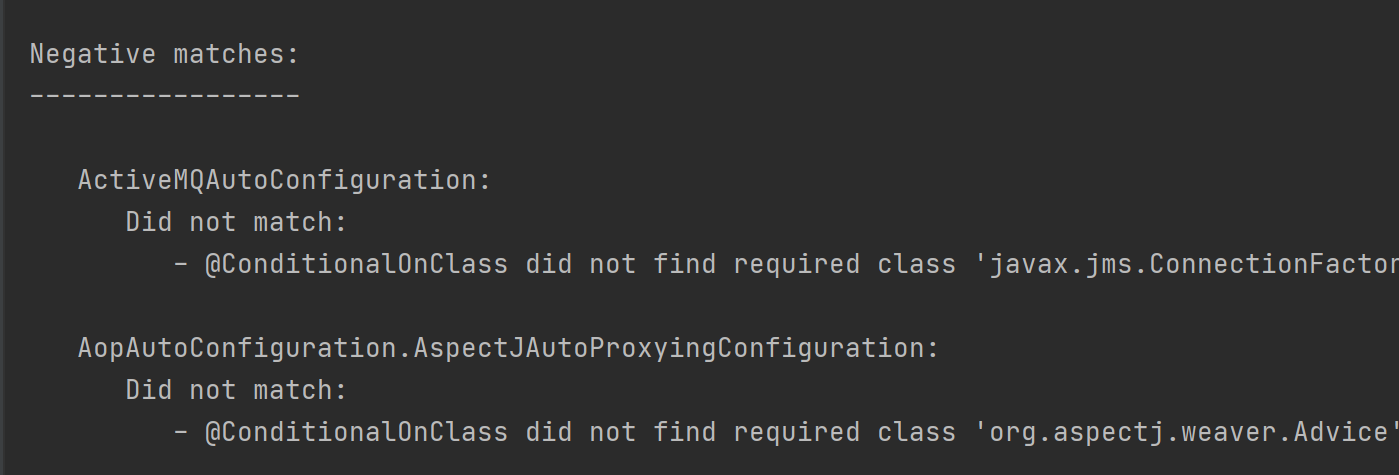 Negative matches:
-----------------
ActiveMQAutoConfiguration:
Did not match:
- @ConditionalOnClass did not find required class 'javax.jms.ConnectionFactor
AopAutoConfiguration.AspectJAutoProxyingConfiguration:
Did not match:
- @ConditionalOnClass did not find required class 'org.aspectj.weaver.Advice'